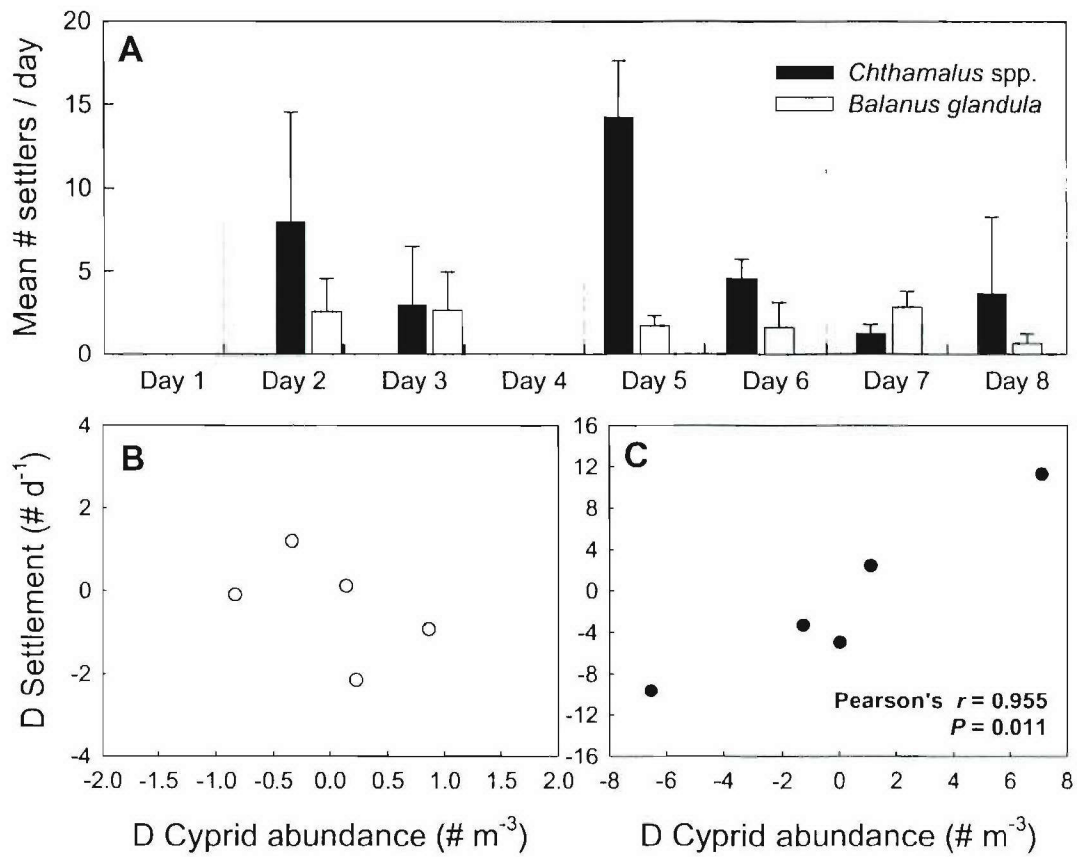 A
Mean # settlers / day
20
15
10
5
0
Chthamalus spp.
Balanus glandula
Day 1 Day 2 Day 3 Day 4 Day 5 Day 6 Day 7 Day 8
B
D Settlement (# d⁻¹)
4
2
0
-2
-4
-2.0 -1.5 -1.0 -0.5 0.0 0.5 1.0 1.5 2.0
D Cyprid abundance (# m⁻³)
C
16
12
8
4
0
-4
-8
-12
-16
Pearson's r = 0.955
P = 0.011
-8 -6 -4 -2 0 2 4 6 8
D Cyprid abundance (# m⁻³)